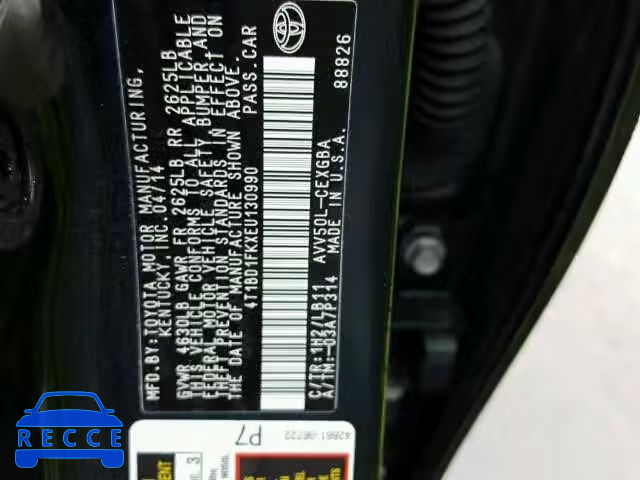 MFD. BY: TOYOTA MOTOR MANUFACTURING,
KENTUCKY, INC. 04/14
GVWR 4630LB GAWR FR 2625LB RR 2625LB
THIS VEHICLE CONFORMS TO ALL APPLICABLE
FEDERAL MOTOR VEHICLE SAFETY, BUMPER, AND
THEFT PREVENTION STANDARDS IN EFFECT ON
THE DATE OF MANUFACTURE SHOWN ABOVE.
4T1BD1FKXEU130990 PASS. CAR
C/TR: 1H2/LB11 AVV50L-CEXGBA
A/TM: -03A7P314 MADE IN U.S.A. 88826
P7
3
RECCE